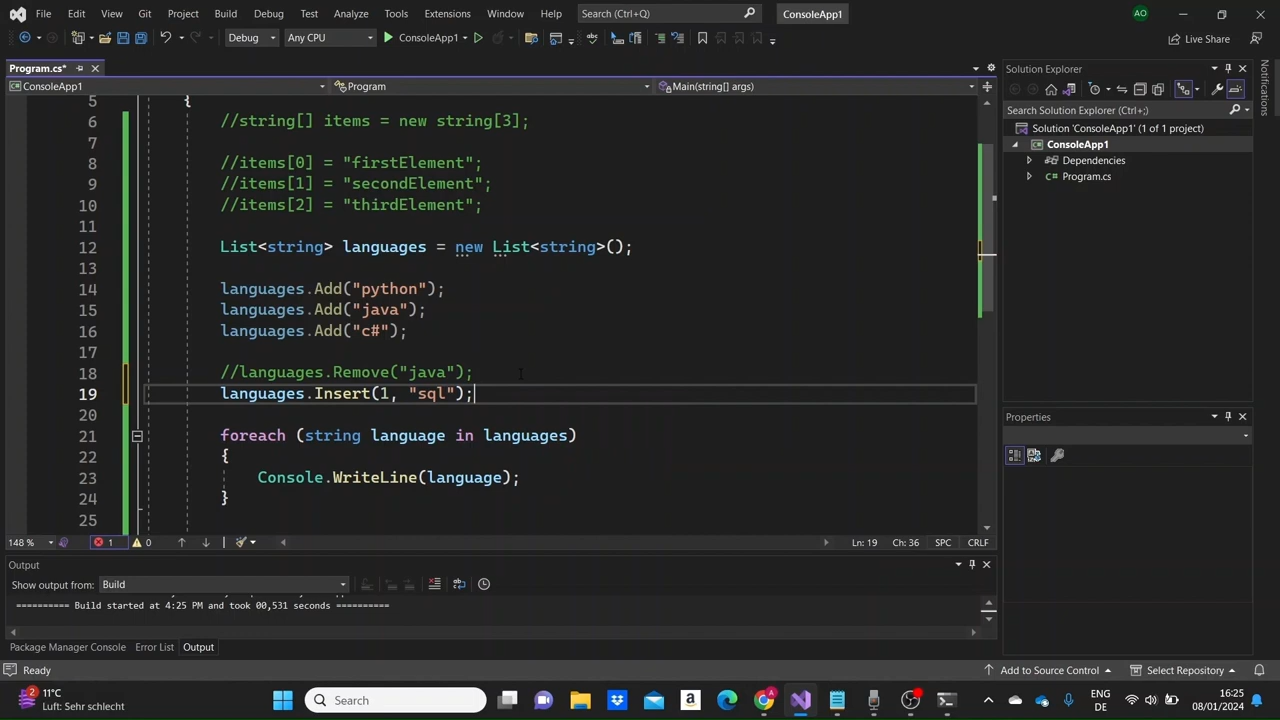 File Edit View Git Project Build Debug Test Analyze Tools Extensions Window Help Search (Ctrl+Q) ConsoleApp1 AO
Debug Any CPU ConsoleApp1 Live Share
Program.cs*
ConsoleApp1 Program Main(string[] args)
5 {
6 //string[] items = new string[3];
7
8 //items[0] = "firstElement";
9 //items[1] = "secondElement";
10 //items[2] = "thirdElement";
11
12 List<string> languages = new List<string>();
13
14 languages.Add("python");
15 languages.Add("java");
16 languages.Add("c#");
17
18 //languages.Remove("java");
19 languages.Insert(1, "sql");
20
21 foreach (string language in languages)
22 {
23 Console.WriteLine(language);
24 }
25
148 % 1 0 Ln: 19 Ch: 36 SPC CRLF
Output
Show output from: Build
========== Build started at 4:25 PM and took 00,531 seconds ==========
Package Manager Console Error List Output
Solution Explorer
Search Solution Explorer (Ctrl+;)
Solution 'ConsoleApp1' (1 of 1 project)
ConsoleApp1
Dependencies
Program.cs
Properties
Notifications
Ready Add to Source Control Select Repository
2 11°C
Luft: Sehr schlecht
Search
ENG
DE
16:25
08/01/2024